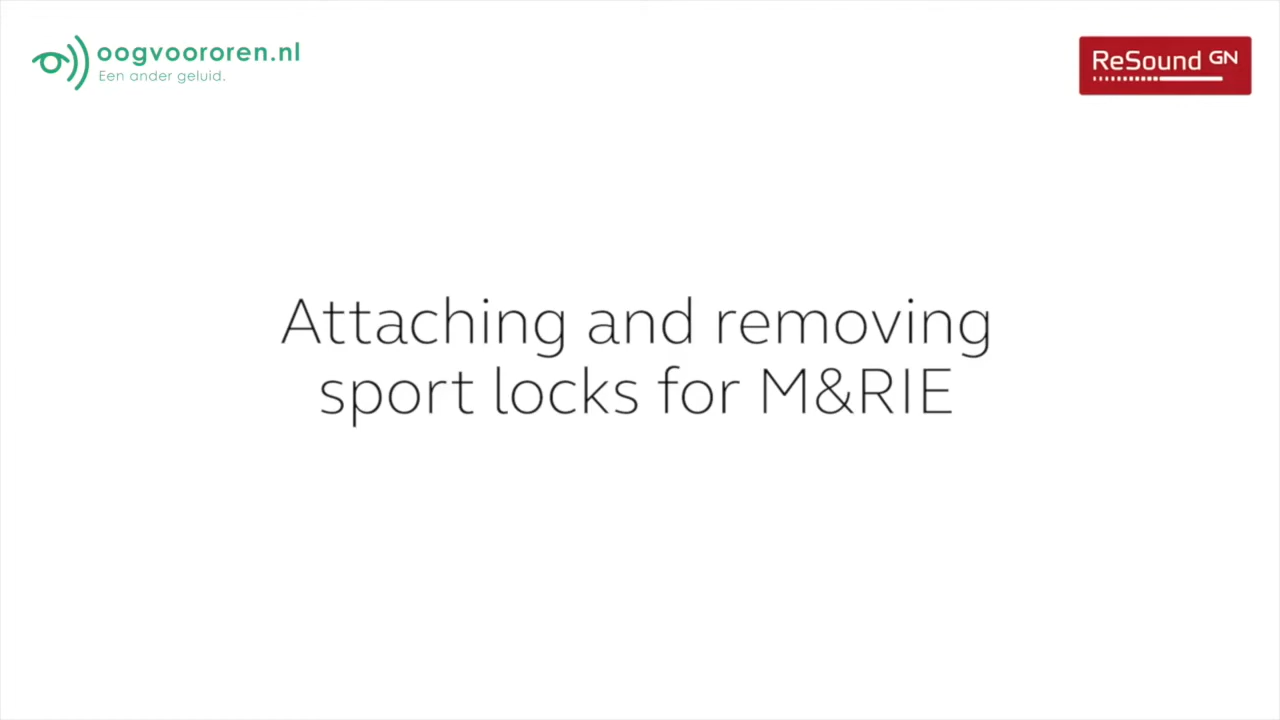 oogvoororen.nl
Een ander geluid.
ReSound GN
Attaching and removing
sport locks for M&RIE